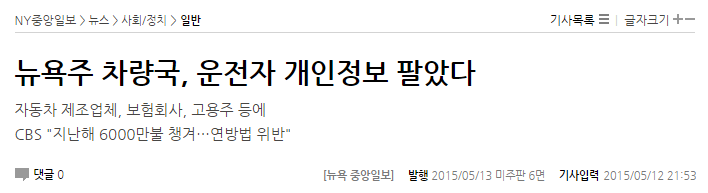 NY중앙일보 > 뉴스 > 사회/정치 > 일반 기사목록 | 글자크기
뉴욕주 차량국, 운전자 개인정보 팔았다
자동차 제조업체, 보험회사, 고용주 등에
CBS "지난해 6000만불 챙겨…연방법 위반"
댓글 0 [뉴욕 중앙일보] 발행 2015/05/13 미주판 6면 기사입력 2015/05/12 21:53